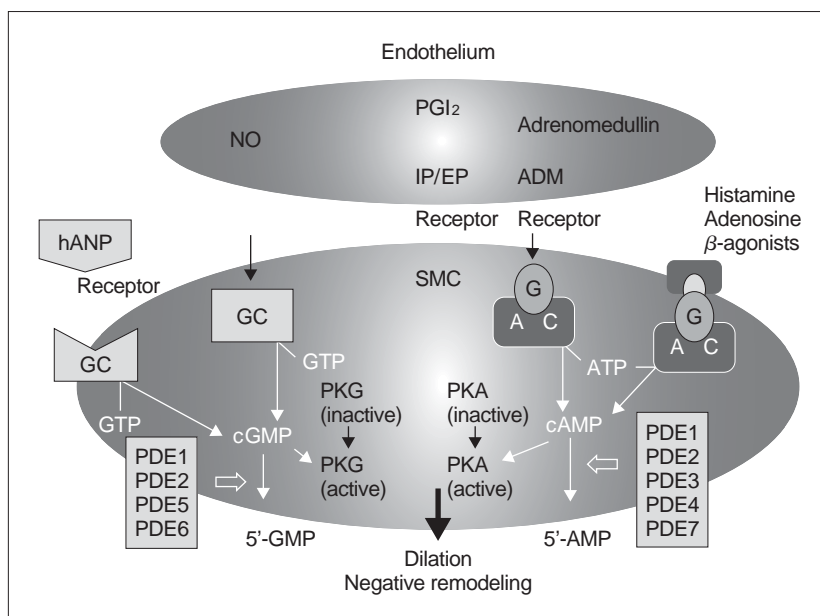 Endothelium
PGI2
NO
Adrenomedullin
IP/EP
ADM
Receptor
Receptor
Histamine
Adenosine
β-agonists
hANP
Receptor
SMC
G
A C
G
A C
GC
GC
GTP
GTP
ATP
PKG
(inactive)
PKA
(inactive)
cGMP
cAMP
PKG
(active)
PKA
(active)
PDE1
PDE2
PDE5
PDE6
PDE1
PDE2
PDE3
PDE4
PDE7
5'-GMP
5'-AMP
Dilation
Negative remodeling